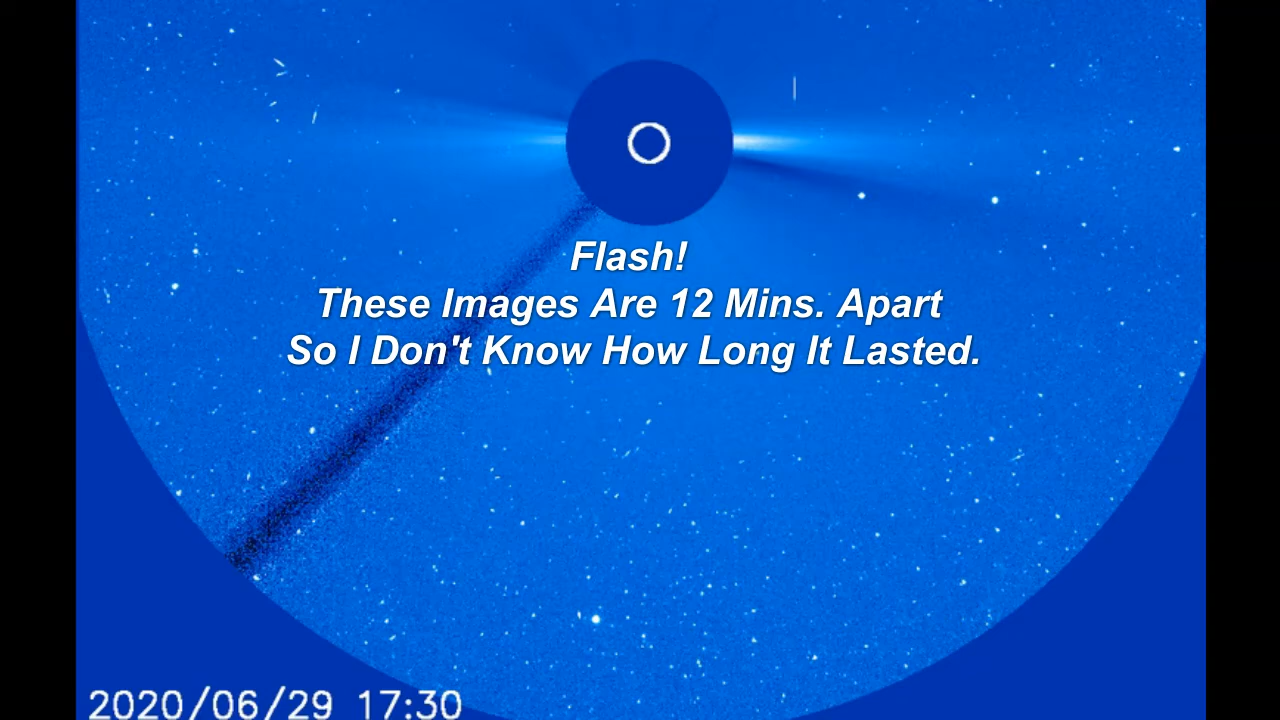 Flash!
These Images Are 12 Mins. Apart
So I Don't Know How Long It Lasted.
2020/06/29 17:30